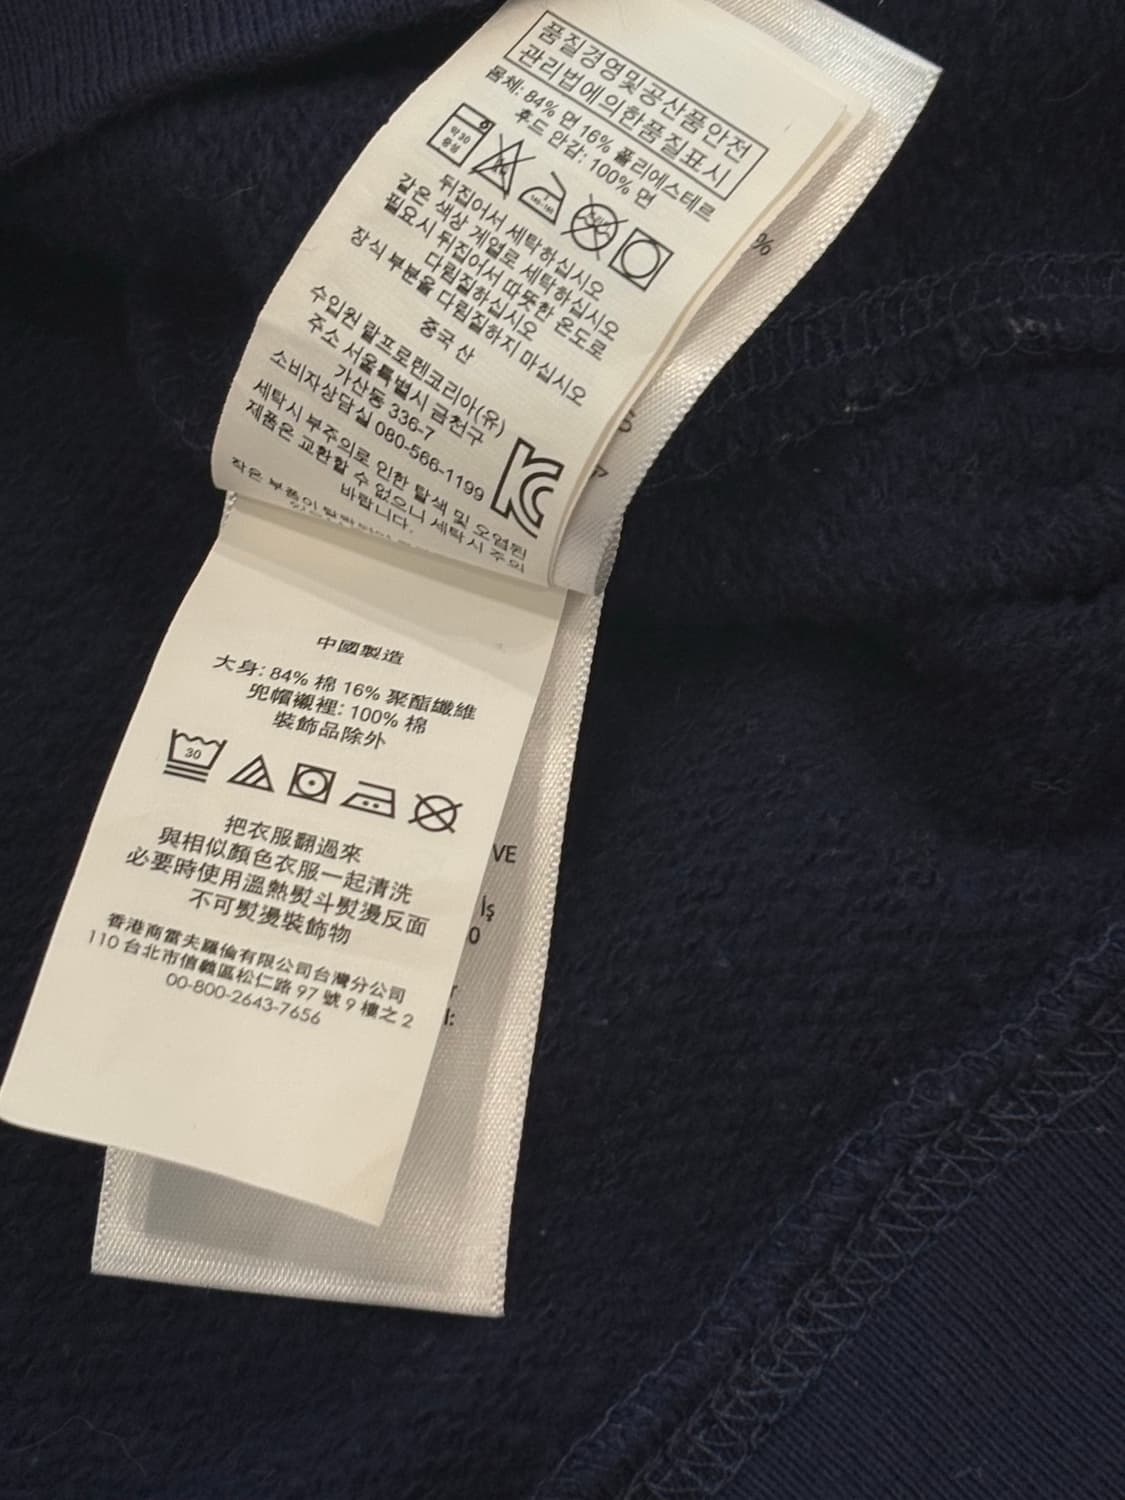 품질경영및공산품안전
관리법에의한품질표시
몸체: 84% 면 16% 폴리에스테르
후드 안감: 100% 면
약30
중성
뒤집어서 세탁하십시오
같은 색상 계열로 세탁하십시오
필요시 뒤집어서 따뜻한 온도로
다림질하십시오
장식 부분을 다림질하지 마십시오
중국 산
수입원 랄프로렌코리아(유)
주소 서울특별시 금천구
가산동 336-7
소비자상담실 080-566-1199
세탁시 부주의로 인한 탈색 및 오염된
제품은 교환할 수 없으니 세탁시 주의
바랍니다.
작은 부품이
%
中國製造
大身: 84% 棉 16% 聚酯纖維
兜帽襯裡: 100% 棉
裝飾品除外
30
把衣服翻過來
與相似顏色衣服一起清洗
必要時使用溫熱熨斗熨燙反面
不可熨燙裝飾物
香港商雷夫羅倫有限公司台灣分公司
110 台北市信義區松仁路 97 號 9 樓之 2
00-800-2643-7656
VE
İş
0
r
l: